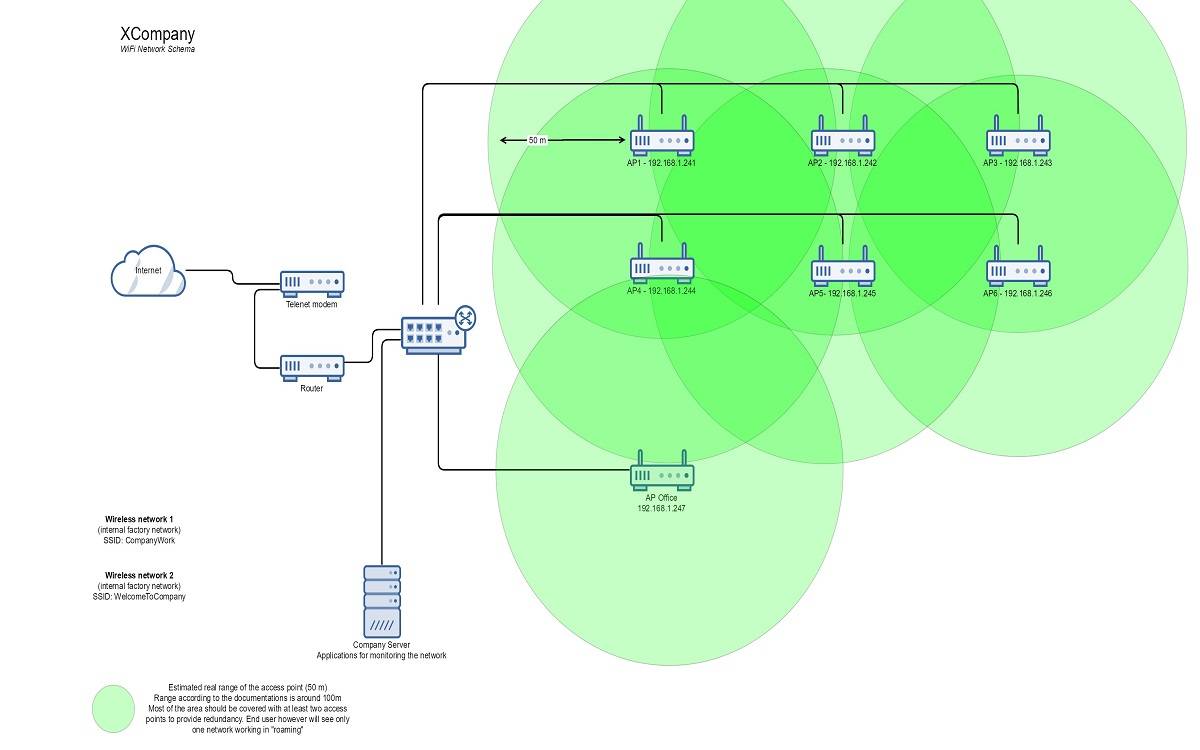 XCompany
WiFi Network Schema
50 m
AP1 - 192.168.1.241
AP2 - 192.168.1.242
AP3 - 192.168.1.243
Internet
Telenet modem
AP4 - 192.168.1.244
AP5- 192.168.1.245
AP6 - 192.168.1.246
Router
AP Office
192.168.1.247
Wireless network 1
(internal factory network)
SSID: CompanyWork
Wireless network 2
(internal factory network)
SSID: WelcomeToCompany
Company Server
Applications for monitoring the network
Estimated real range of the access point (50 m)
Range according to the documentations is around 100m
Most of the area should be covered with at least two access
points to provide redundancy. End user however will see only
one network working in "roaming"